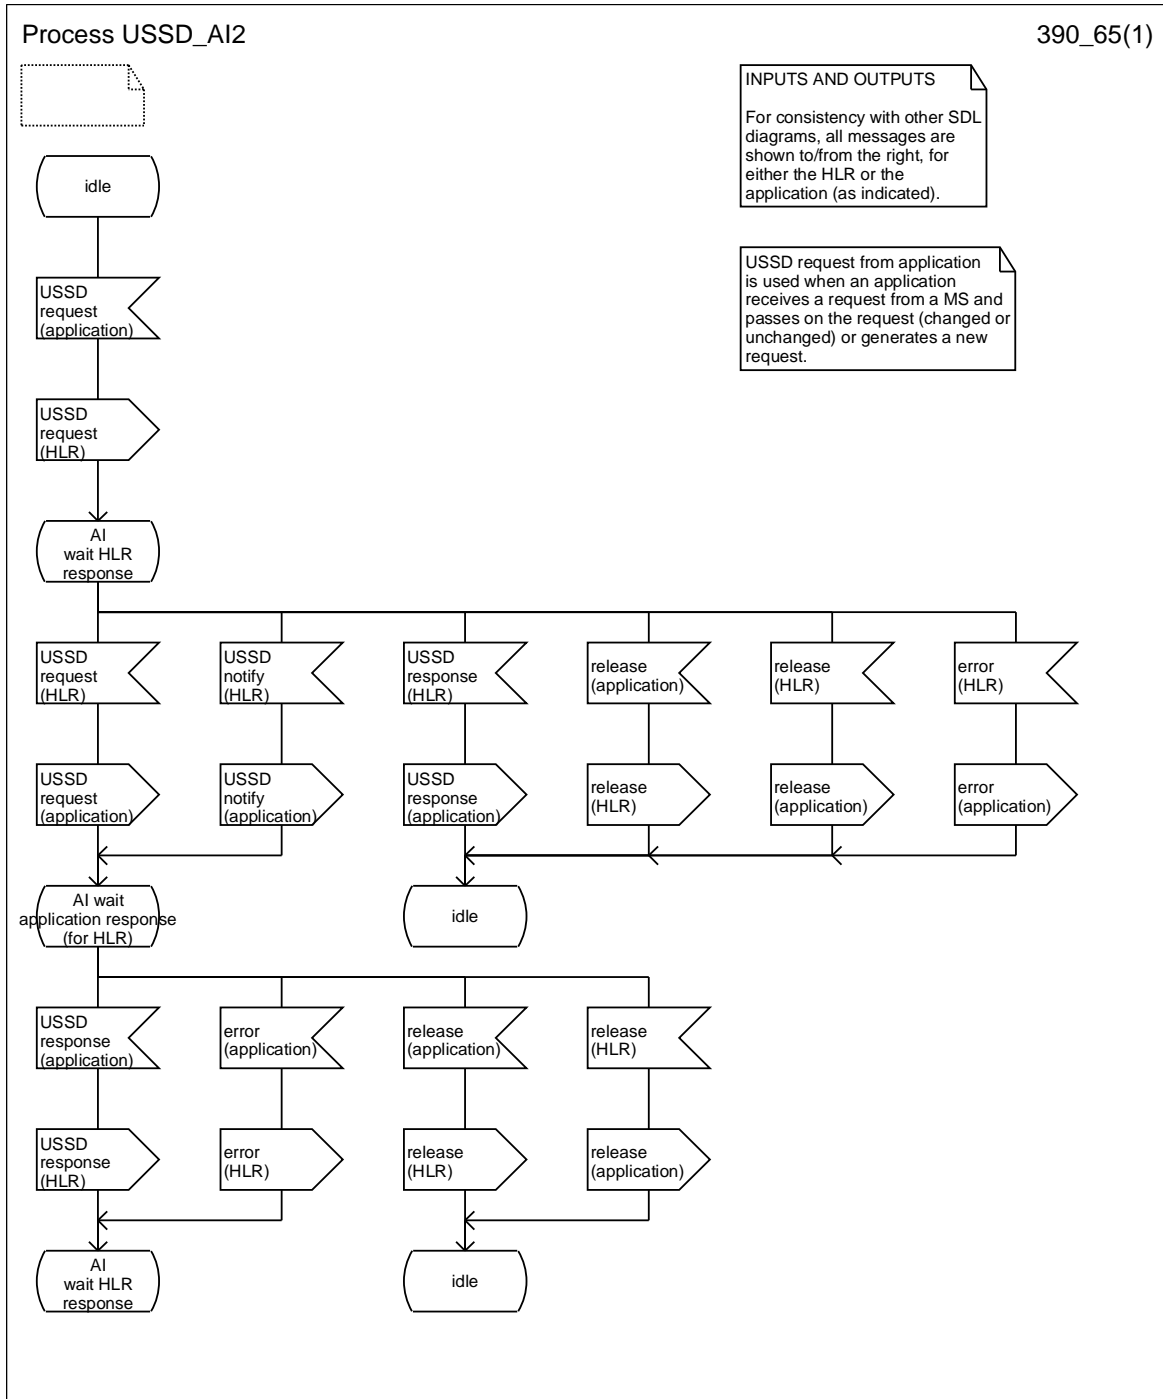 Process USSD_AI2
390_65(1)
INPUTS AND OUTPUTS
For consistency with other SDL
diagrams, all messages are
shown to/from the right, for
either the HLR or the
application (as indicated).
idle
USSD request from application
is used when an application
receives a request from a MS and
passes on the request (changed or
unchanged) or generates a new
request.
USSD
request
(application)
USSD
request
(HLR)
AI
wait HLR
response
USSD
request
(HLR)
USSD
notify
(HLR)
USSD
response
(HLR)
release
(application)
release
(HLR)
error
(HLR)
USSD
request
(application)
USSD
notify
(application)
USSD
response
(application)
release
(HLR)
release
(application)
error
(application)
AI wait
application response
(for HLR)
idle
USSD
response
(application)
error
(application)
release
(application)
release
(HLR)
USSD
response
(HLR)
error
(HLR)
release
(HLR)
release
(application)
AI
wait HLR
response
idle